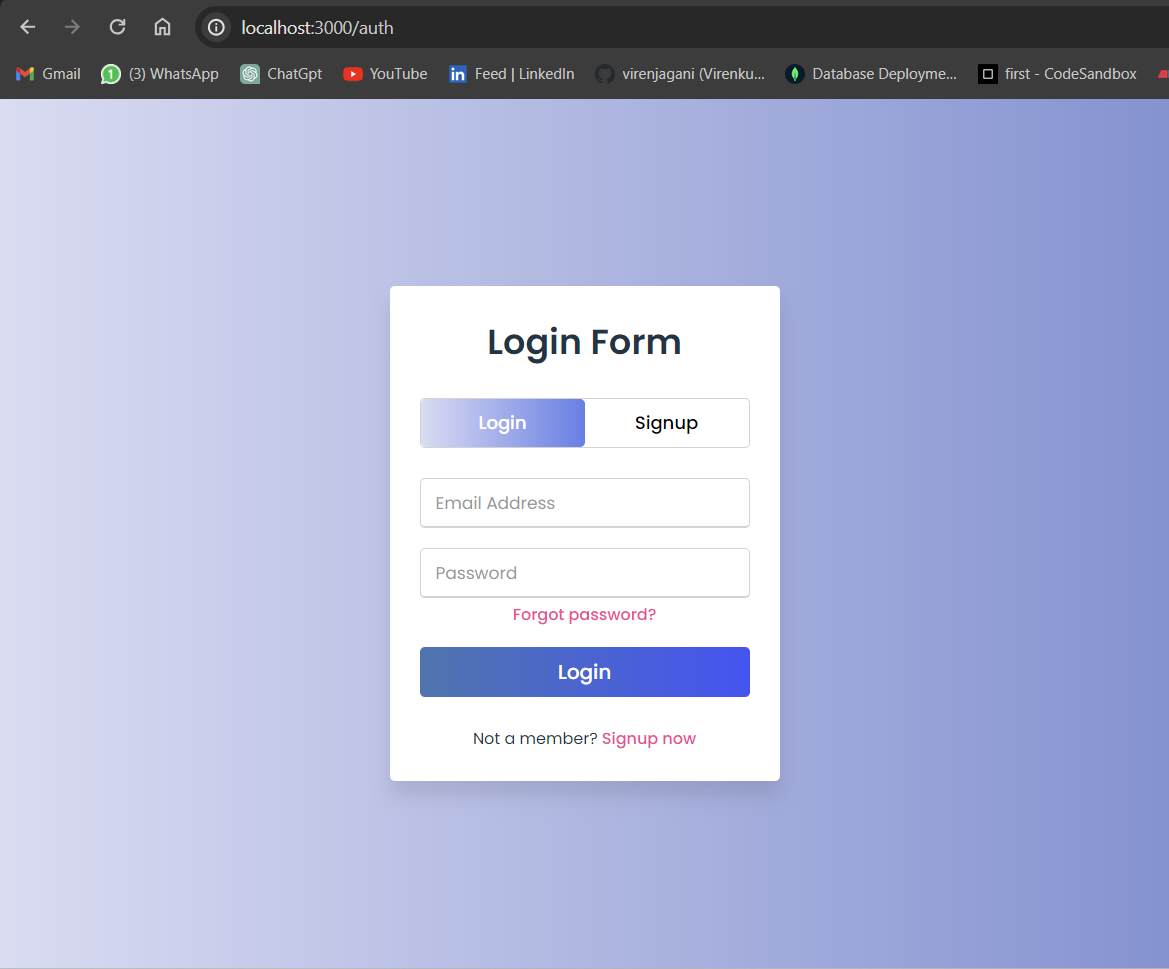 localhost:3000/auth
Gmail (3) WhatsApp ChatGpt YouTube Feed | LinkedIn virenjagani (Virenku... Database Deployme... first - CodeSandbox
Login Form
Login Signup
Email Address
Password
Forgot password?
Login
Not a member? Signup now